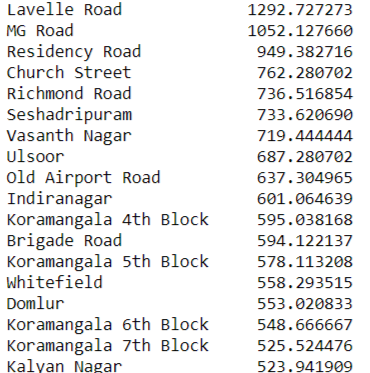 Lavelle Road 1292.727273
MG Road 1052.127660
Residency Road 949.382716
Church Street 762.280702
Richmond Road 736.516854
Seshadripuram 733.620690
Vasanth Nagar 719.444444
Ulsoor 687.280702
Old Airport Road 637.304965
Indiranagar 601.064639
Koramangala 4th Block 595.038168
Brigade Road 594.122137
Koramangala 5th Block 578.113208
Whitefield 558.293515
Domlur 553.020833
Koramangala 6th Block 548.666667
Koramangala 7th Block 525.524476
Kalyan Nagar 523.941909